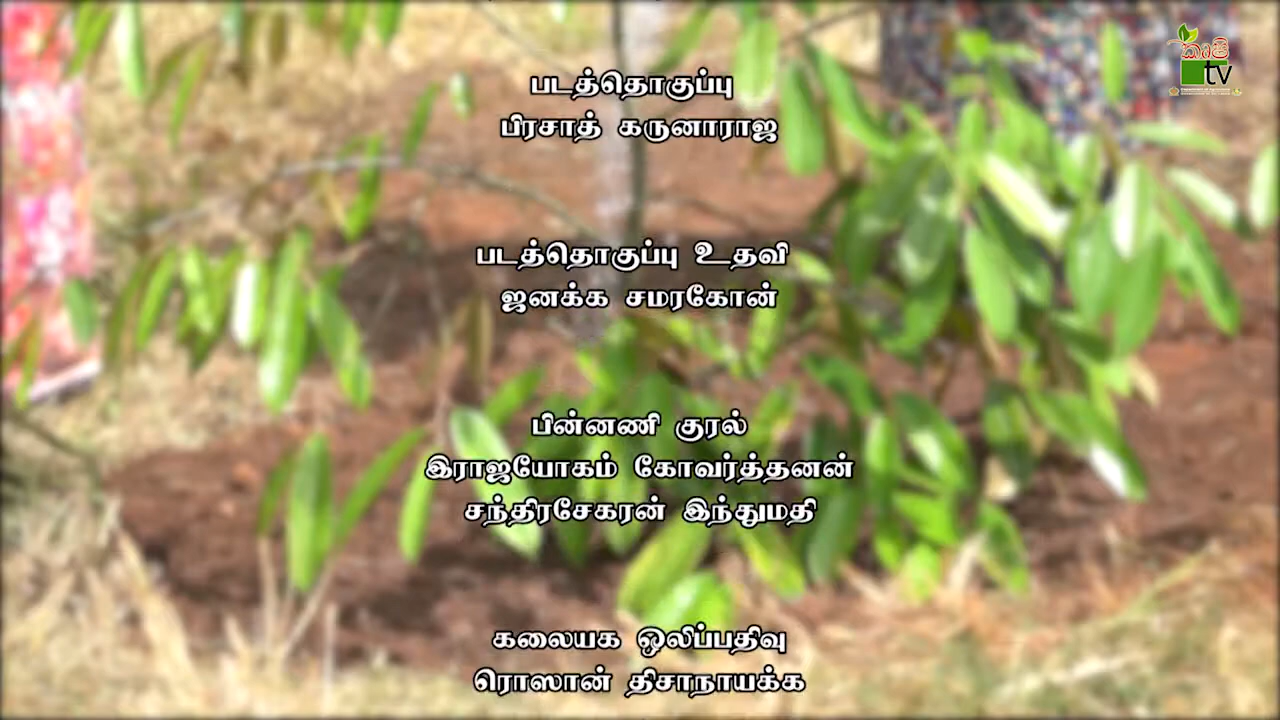 කෘෂි
tv
படத்தொகுப்பு
பிரசாத் கருனாராஜ
படத்தொகுப்பு உதவி
ஜனக்க சமரகோன்
பின்னணி குரல்
இராஜயோகம் கோவர்த்தனன்
சந்திரசேகரன் இந்துமதி
கலையக ஒலிப்பதிவு
ரொஸான் திசாநாயக்க